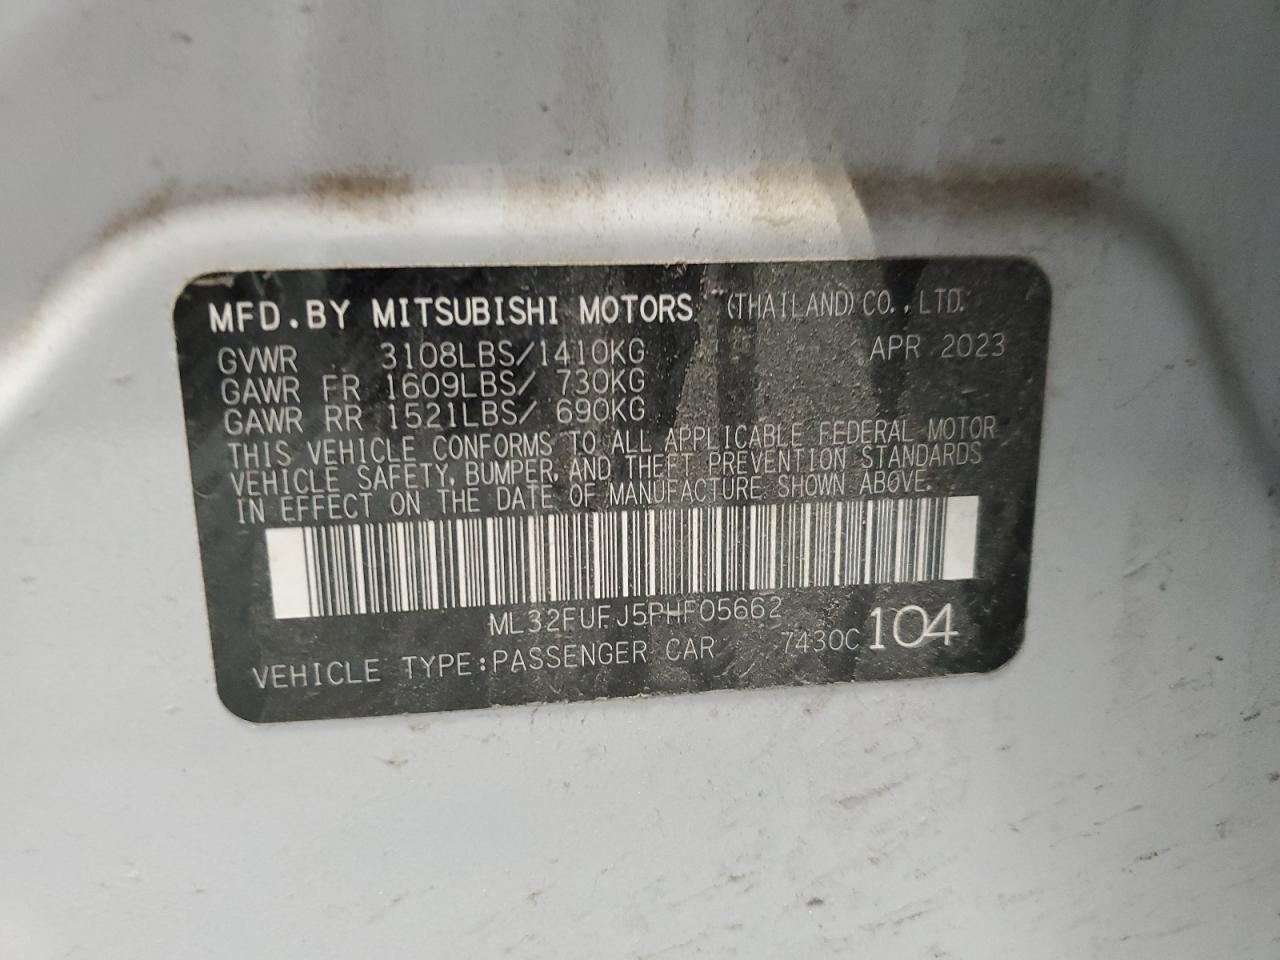 MFD.BY MITSUBISHI MOTORS (THAILAND) CO.,LTD.
GVWR 3108LBS/1410KG APR 2023
GAWR FR 1609LBS/ 730KG
GAWR RR 1521LBS/ 690KG
THIS VEHICLE CONFORMS TO ALL APPLICABLE FEDERAL MOTOR
VEHICLE SAFETY, BUMPER, AND THEFT PREVENTION STANDARDS
IN EFFECT ON THE DATE OF MANUFACTURE SHOWN ABOVE.
ML32FUFJ5PHF05662
VEHICLE TYPE:PASSENGER CAR 7430C 104